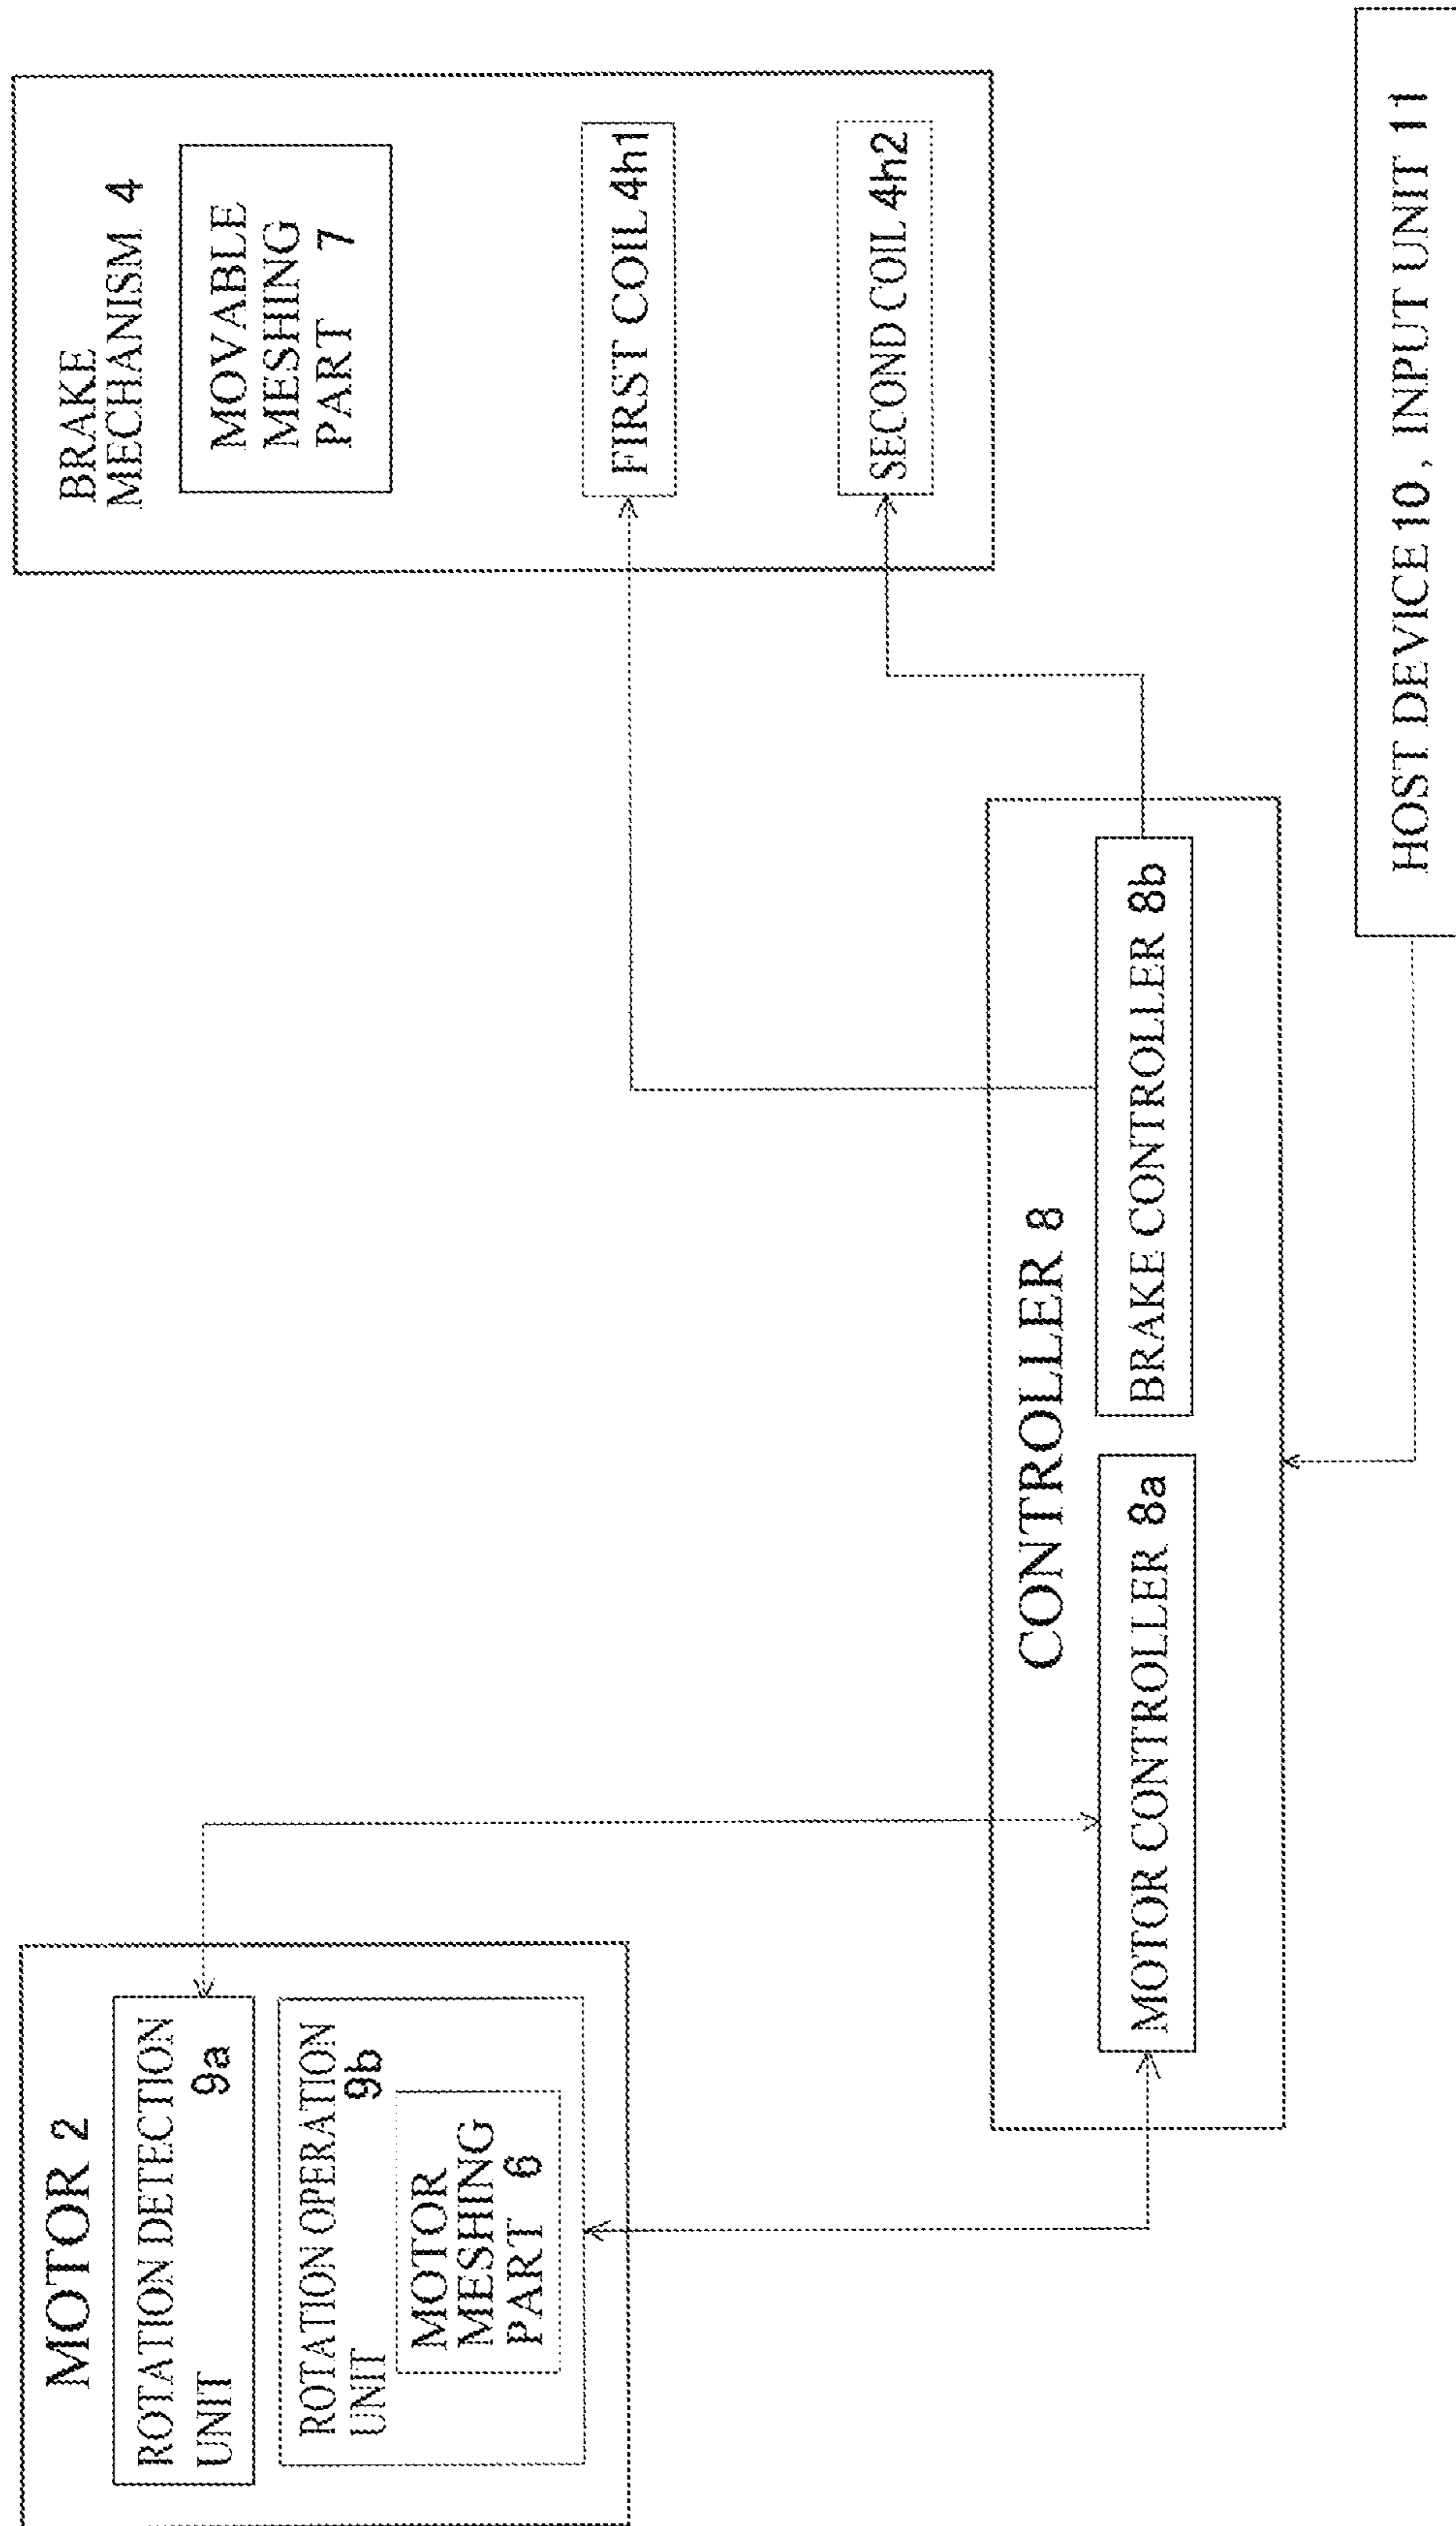 MOTOR 2
ROTATION DETECTION
UNIT 9a
ROTATION OPERATION
UNIT 9b
MOTOR
MESHING
PART 6
BRAKE
MECHANISM 4
MOVABLE
MESHING
PART 7
FIRST COIL 4h1
SECOND COIL 4h2
CONTROLLER 8
MOTOR CONTROLLER 8a
BRAKE CONTROLLER 8b
HOST DEVICE 10, INPUT UNIT 11